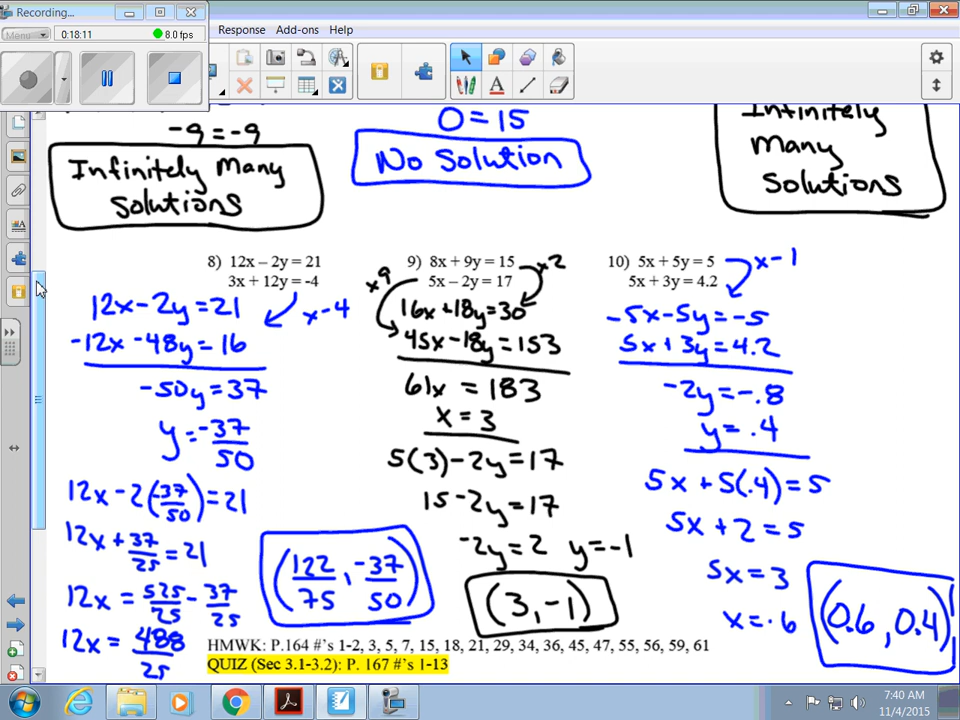 Recording...
Menu
0:18:11
8.0 fps
Response Add-ons Help
-9 = -9
Infinitely Many
Solutions
0 = 15
No Solution
Infinitely
Many
Solutions
8) 12x – 2y = 21
3x + 12y = -4
x -4
12x - 2y = 21
-12x - 48y = 16
-50y = 37
y = -37/50
12x - 2(-37/50) = 21
12x + 37/25 = 21
12x = 525/25 - 37/25
12x = 488/25
(122/75, -37/50)
9) 8x + 9y = 15
5x – 2y = 17
x9
x2
16x + 18y = 30
45x - 18y = 153
61x = 183
x = 3
5(3) - 2y = 17
15 - 2y = 17
-2y = 2 y = -1
(3, -1)
10) 5x + 5y = 5
5x + 3y = 4.2
x -1
-5x - 5y = -5
5x + 3y = 4.2
-2y = -.8
y = .4
5x + 5(.4) = 5
5x + 2 = 5
5x = 3
x = .6
(0.6, 0.4)
HMWK: P.164 #'s 1-2, 3, 5, 7, 15, 18, 21, 29, 34, 36, 45, 47, 55, 56, 59, 61
QUIZ (Sec 3.1-3.2): P. 167 #'s 1-13
7:40 AM
11/4/2015